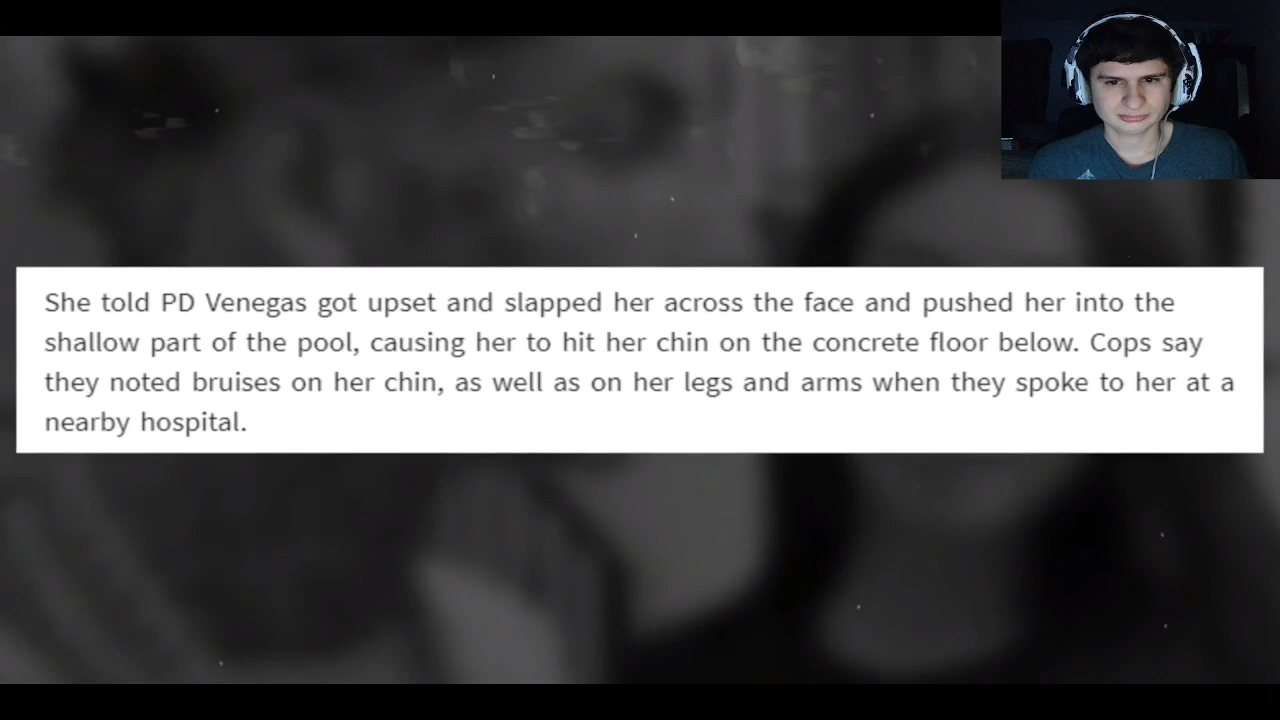 She told PD Venegas got upset and slapped her across the face and pushed her into the
shallow part of the pool, causing her to hit her chin on the concrete floor below. Cops say
they noted bruises on her chin, as well as on her legs and arms when they spoke to her at a
nearby hospital.